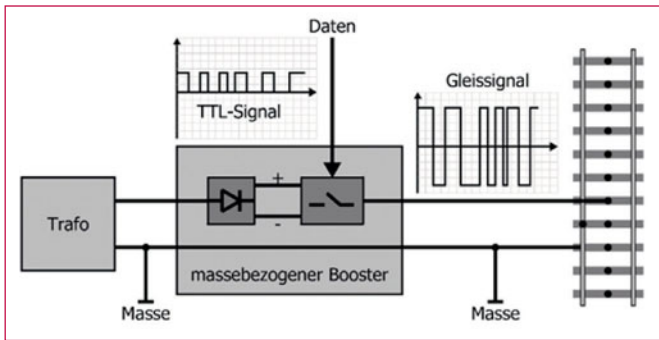 Daten
TTL-Signal
Gleissignal
Trafo
+
-
massebezogener Booster
Masse
Masse